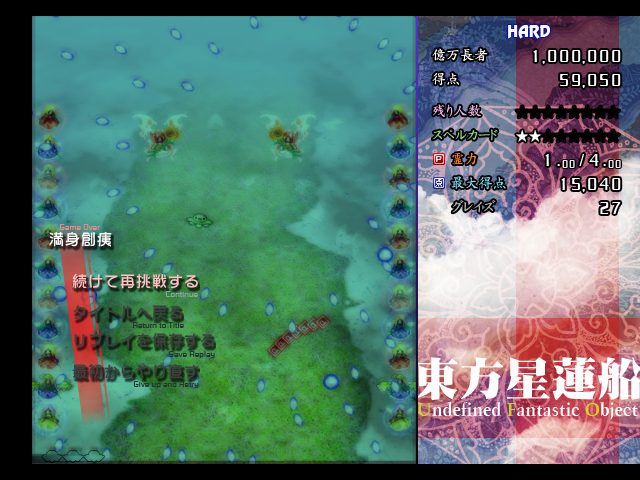 HARD
億万長者 1,000,000
得点 59,050
残り人数
スペルカード
P 霊力 1.00/4.00
最大得点 15,040
グレイズ 27
Game Over
満身創痍
続けて再挑戦する
Continue
タイトルへ戻る
Return to Title
リプレイを保存する
Save Replay
最初からやり直す
Give up and Retry
東方星蓮船
Undefined Fantastic Object